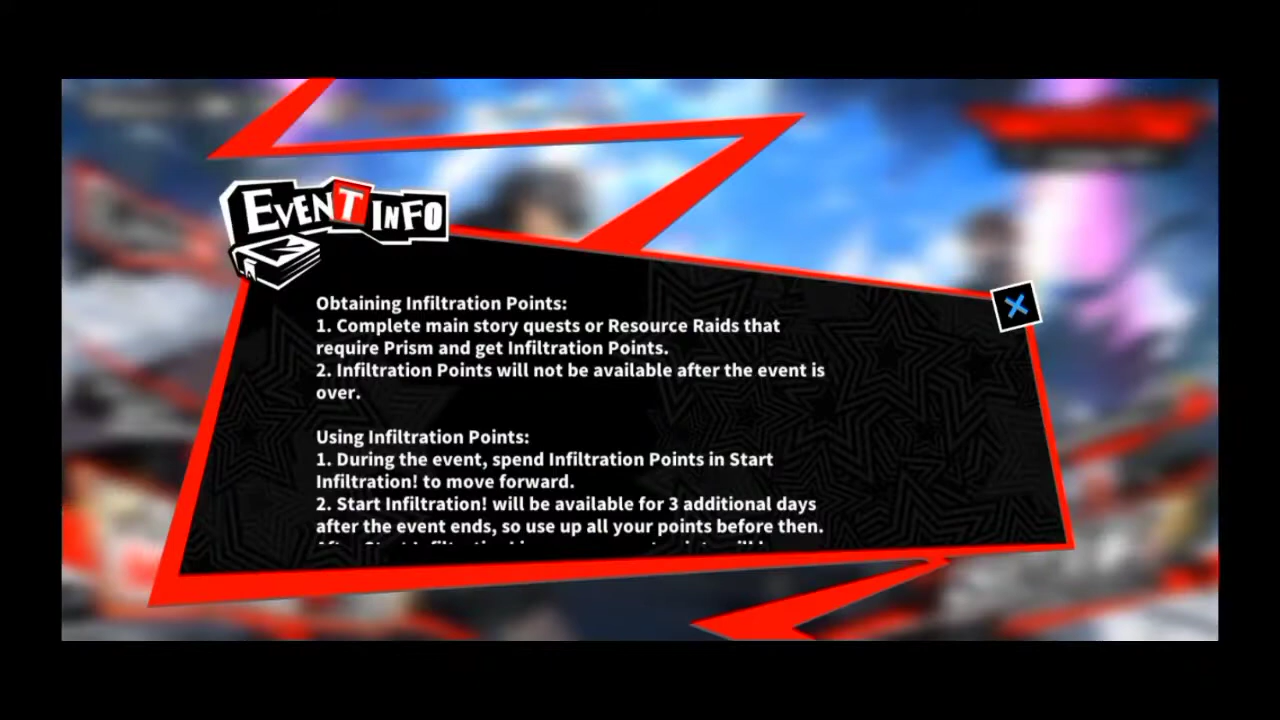 EVENT INFO
Obtaining Infiltration Points:
1. Complete main story quests or Resource Raids that
require Prism and get Infiltration Points.
2. Infiltration Points will not be available after the event is
over.
Using Infiltration Points:
1. During the event, spend Infiltration Points in Start
Infiltration! to move forward.
2. Start Infiltration! will be available for 3 additional days
after the event ends, so use up all your points before then.